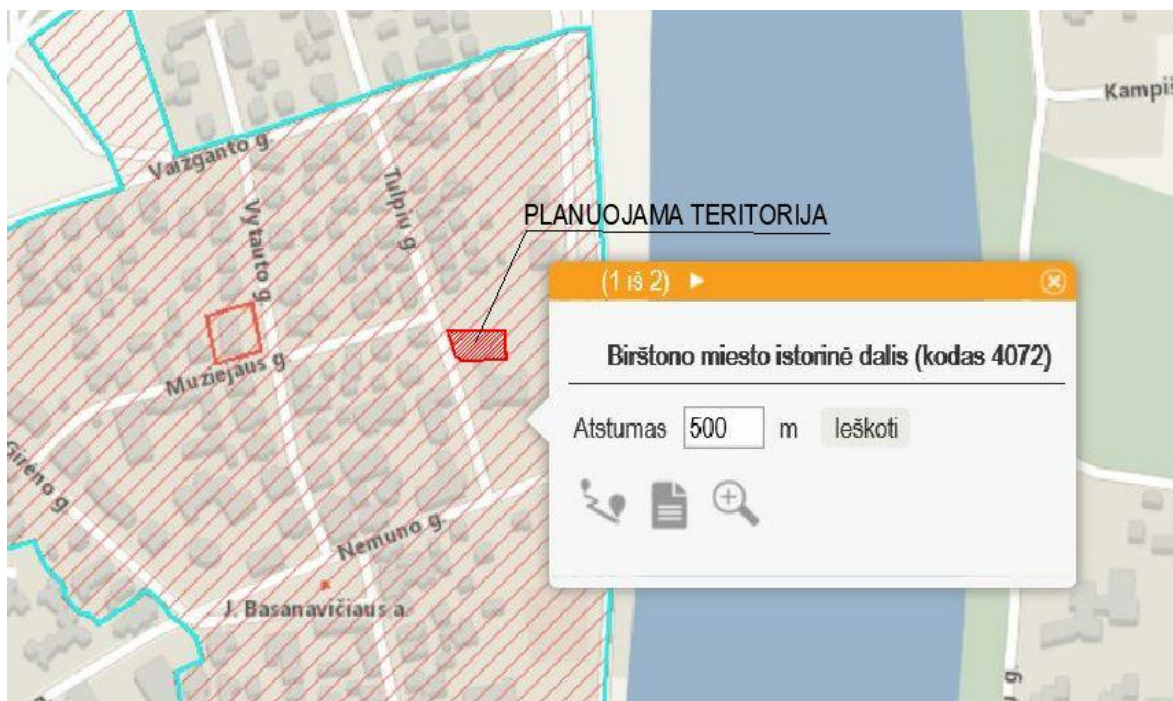 Kampiš
Vaižganto g.
Tulpių g.
Vytauto g.
PLANUOJAMA TERITORIJA
(1 iš 2)
Birštono miesto istorinė dalis (kodas 4072)
Muziejaus g
Atstumas 500 m Ieškoti
Girėno g
Nemuno g.
J. Basanavičiaus a.
g.